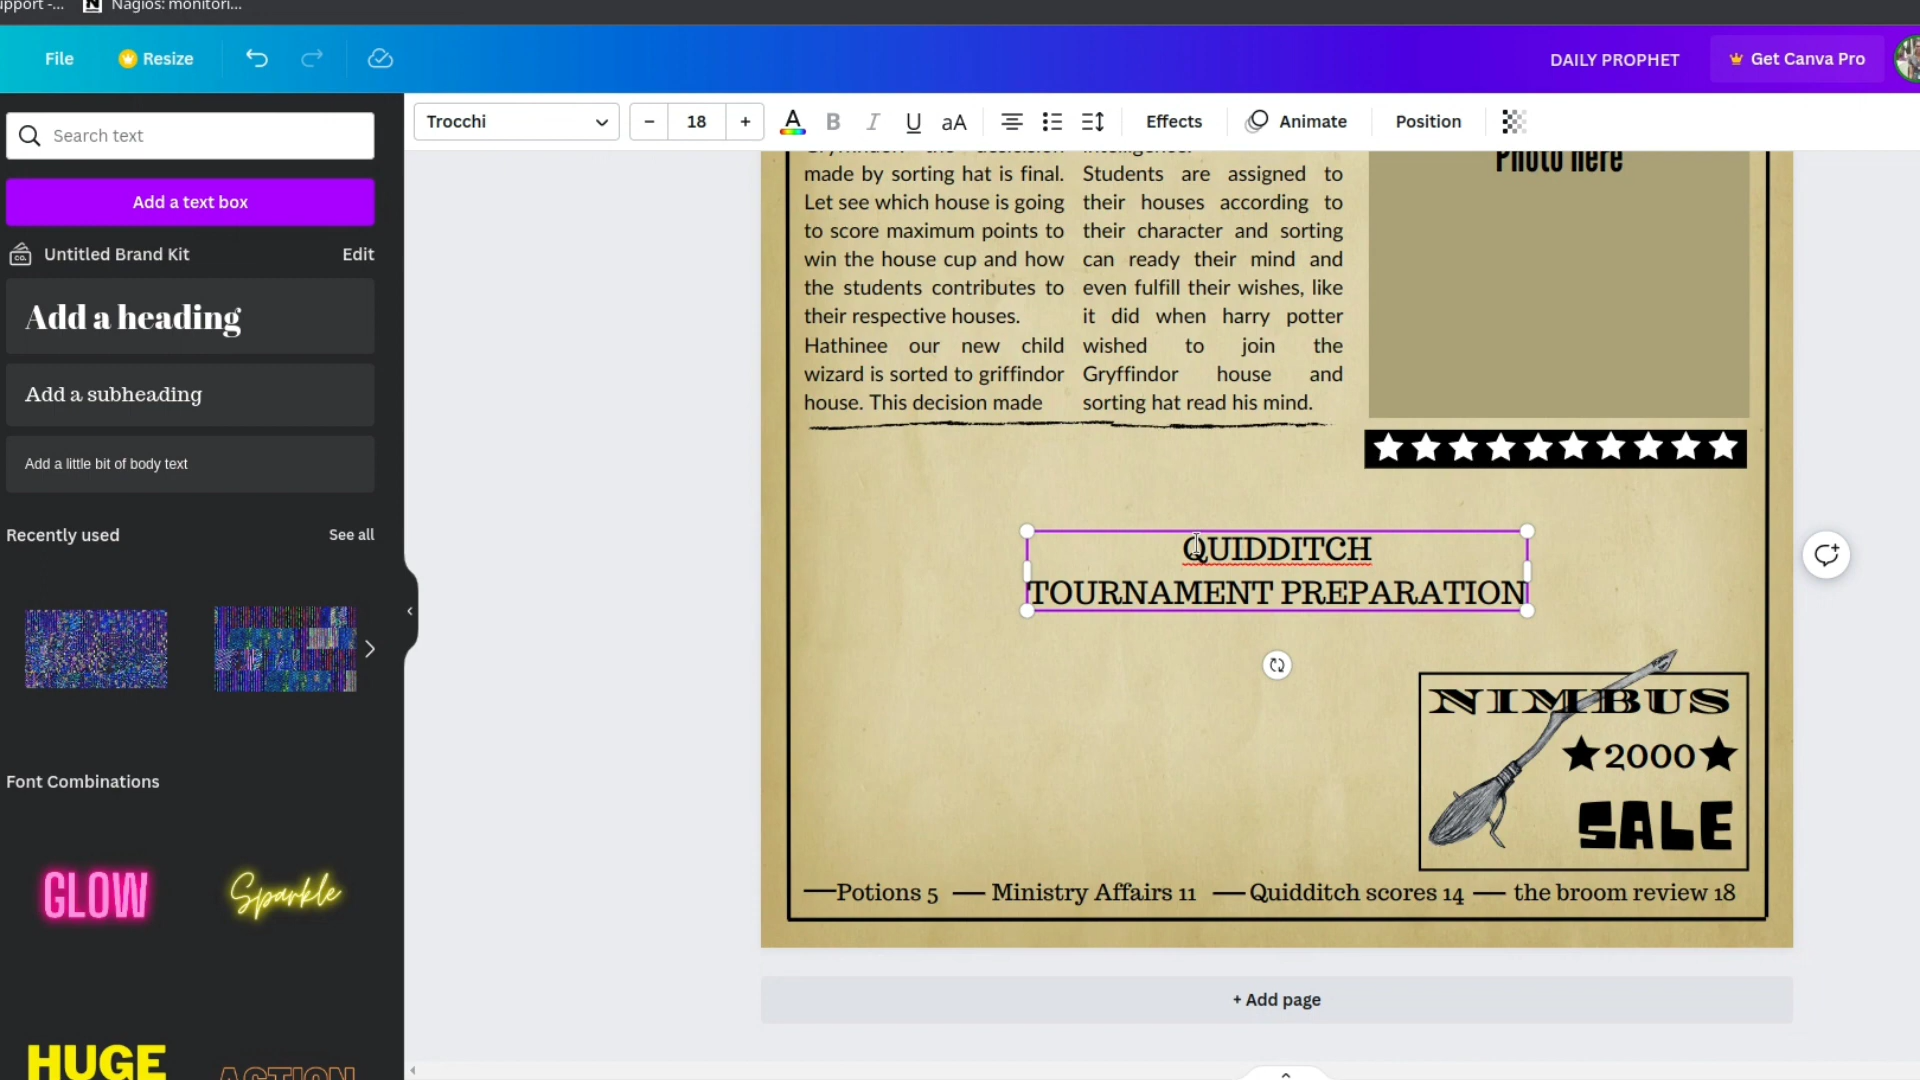 Nagios: monitori...
File
Resize
DAILY PROPHET
Get Canva Pro
Search text
Trocchi
18
B I U aA
Effects
Animate
Position
Add a text box
Untitled Brand Kit
Edit
Add a heading
Add a subheading
Add a little bit of body text
Recently used
See all
Font Combinations
GLOW
Sparkle
HUGE
ACTION
made by sorting hat is final.
Let see which house is going
to score maximum points to
win the house cup and how
the students contributes to
their respective houses.
Hathinee our new child
wizard is sorted to griffindor
house. This decision made
intelligence.
Students are assigned to
their houses according to
their character and sorting
can ready their mind and
even fulfill their wishes, like
it did when harry potter
wished to join the
Gryffindor house and
sorting hat read his mind.
Photo here
QUIDDITCH
TOURNAMENT PREPARATION
NIMBUS
2000
SALE
Potions 5 — Ministry Affairs 11 — Quidditch scores 14 — the broom review 18
+ Add page